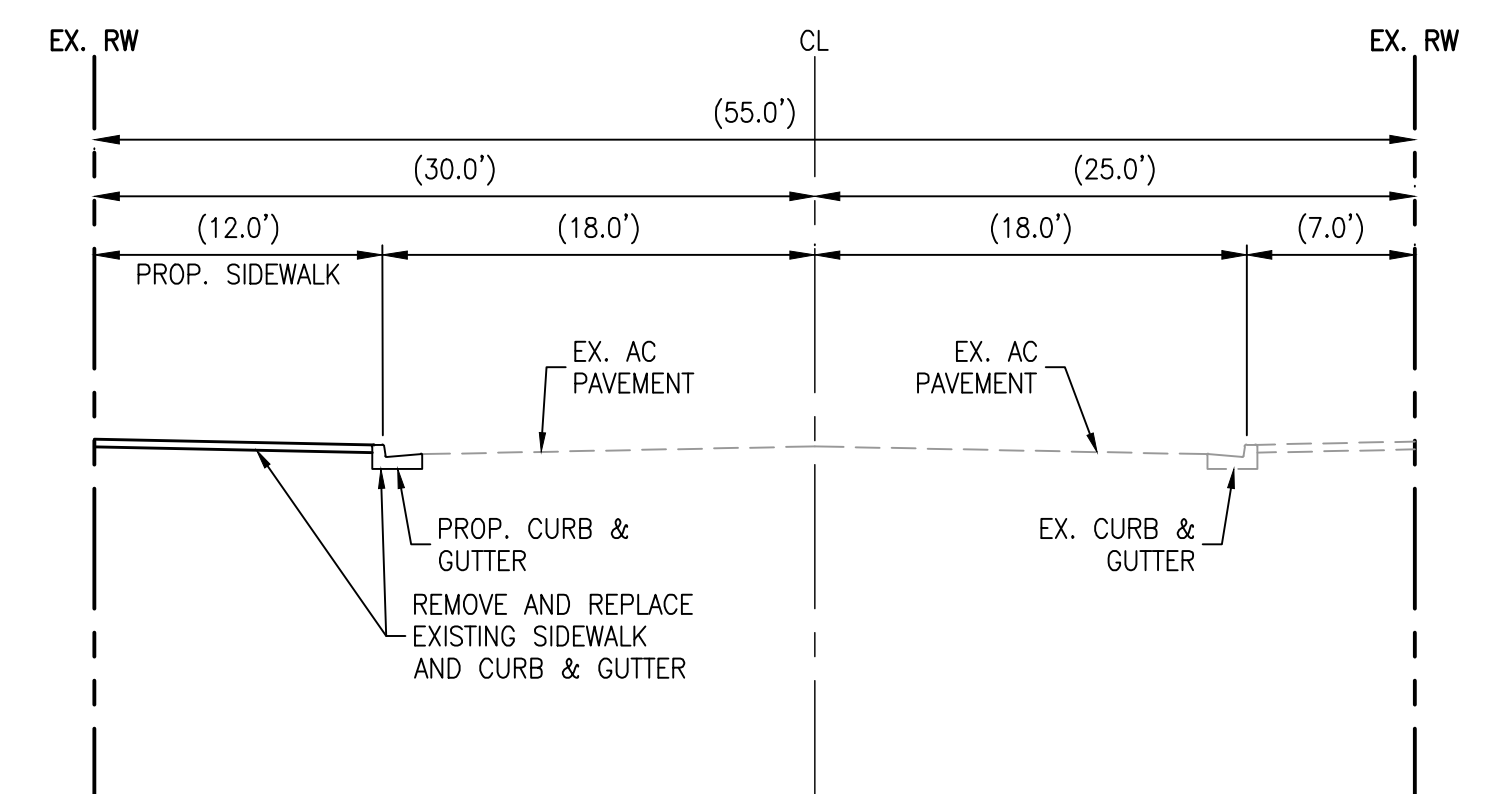 EX. RW
CL
EX. RW
(55.0')
(30.0')
(25.0')
(12.0')
(18.0')
(18.0')
(7.0')
PROP. SIDEWALK
EX. AC
PAVEMENT
EX. AC
PAVEMENT
PROP. CURB &
GUTTER
EX. CURB &
GUTTER
REMOVE AND REPLACE
EXISTING SIDEWALK
AND CURB & GUTTER